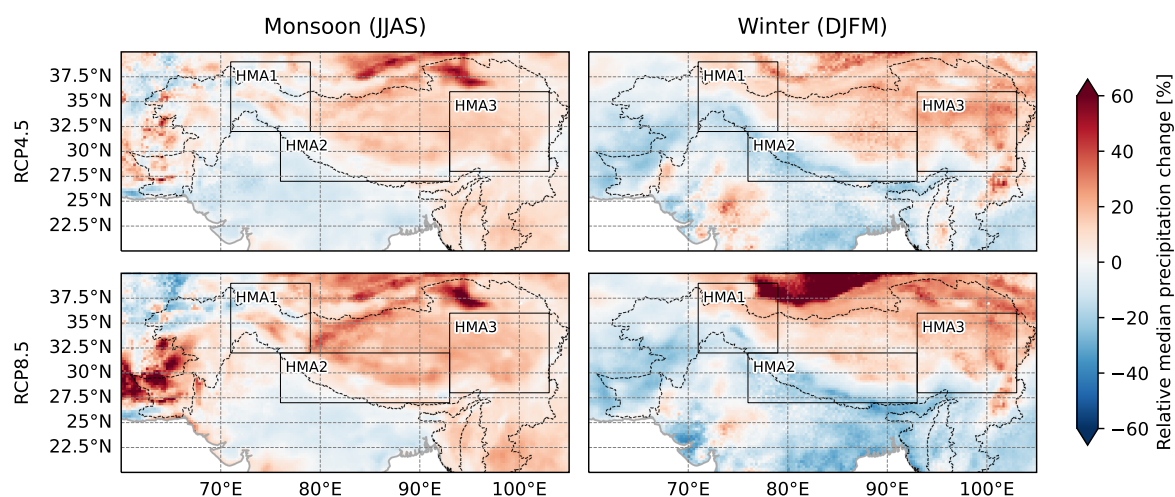 Monsoon (JJAS)
Winter (DJFM)
RCP4.5
37.5°N
35°N
32.5°N
30°N
27.5°N
25°N
22.5°N
HMA1
HMA2
HMA3
HMA1
HMA2
HMA3
RCP8.5
37.5°N
35°N
32.5°N
30°N
27.5°N
25°N
22.5°N
HMA1
HMA2
HMA3
HMA1
HMA2
HMA3
70°E
80°E
90°E
100°E
70°E
80°E
90°E
100°E
60
40
20
0
−20
−40
−60
Relative median precipitation change [%]